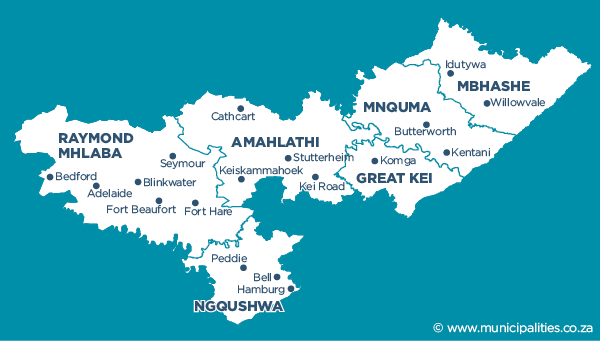 Idutywa
MBHASHE
Willowvale
MNQUMA
Butterworth
Kentani
Cathcart
AMAHLATHI
Stutterheim
Keiskammahoek
Kei Road
Komga
GREAT KEI
RAYMOND
MHLABA
Seymour
Bedford
Blinkwater
Adelaide
Fort Beaufort
Fort Hare
Peddie
Bell
Hamburg
NGQUSHWA
© www.municipalities.co.za